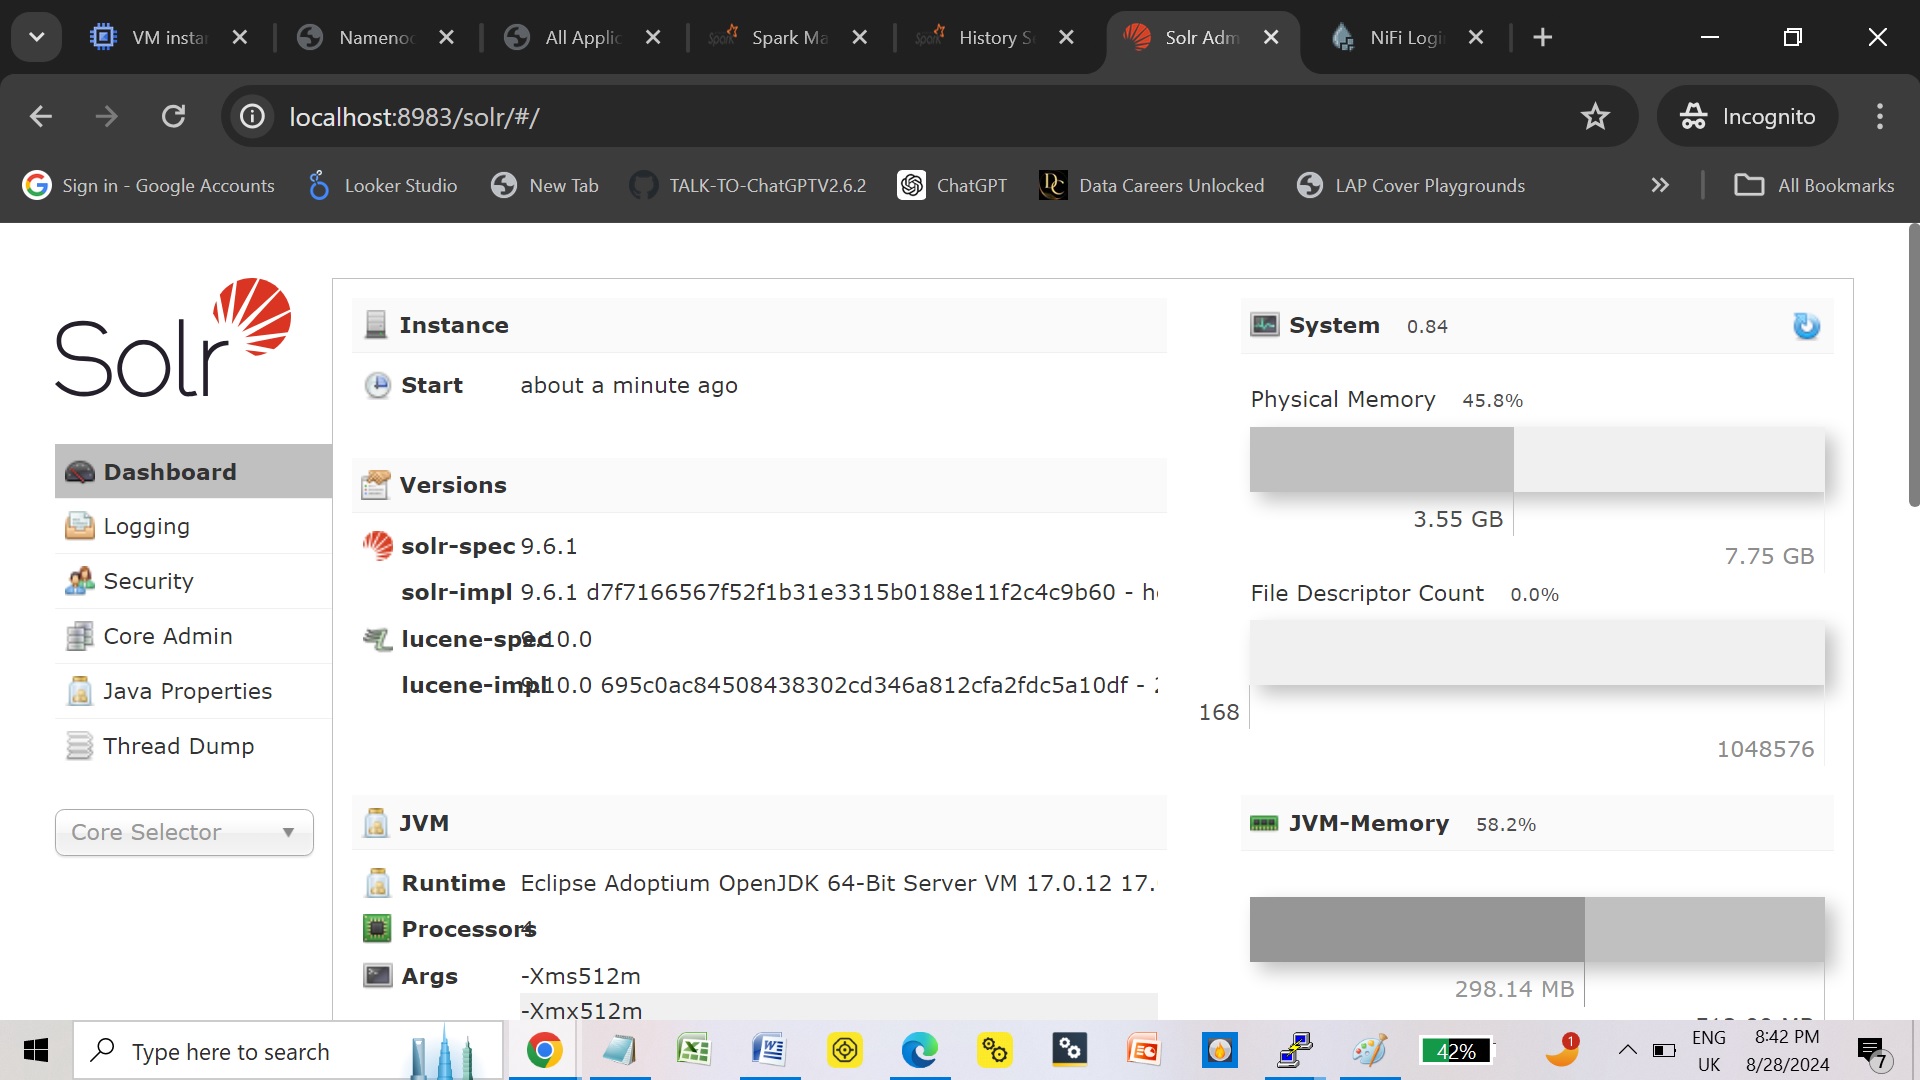 VM insta
Namenod
All Applic
Spark Ma
History Se
Solr Adm
NiFi Logi
localhost:8983/solr/#/
Incognito
Sign in - Google Accounts
Looker Studio
New Tab
TALK-TO-ChatGPTV2.6.2
ChatGPT
DC
Data Careers Unlocked
LAP Cover Playgrounds
All Bookmarks
Solr
Dashboard
Logging
Security
Core Admin
Java Properties
Thread Dump
Core Selector
Instance
Start about a minute ago
Versions
solr-spec 9.6.1
solr-impl 9.6.1 d7f7166567f52f1b31e3315b0188e11f2c4c9b60 - h
lucene-spec 9.10.0
lucene-impl 9.10.0 695c0ac84508438302cd346a812cfa2fdc5a10df - 2
JVM
Runtime Eclipse Adoptium OpenJDK 64-Bit Server VM 17.0.12 17.
Processors 4
Args -Xms512m
-Xmx512m
System 0.84
Physical Memory 45.8%
3.55 GB
7.75 GB
File Descriptor Count 0.0%
168
1048576
JVM-Memory 58.2%
298.14 MB
Type here to search
42%
1
ENG
UK
8:42 PM
8/28/2024
7